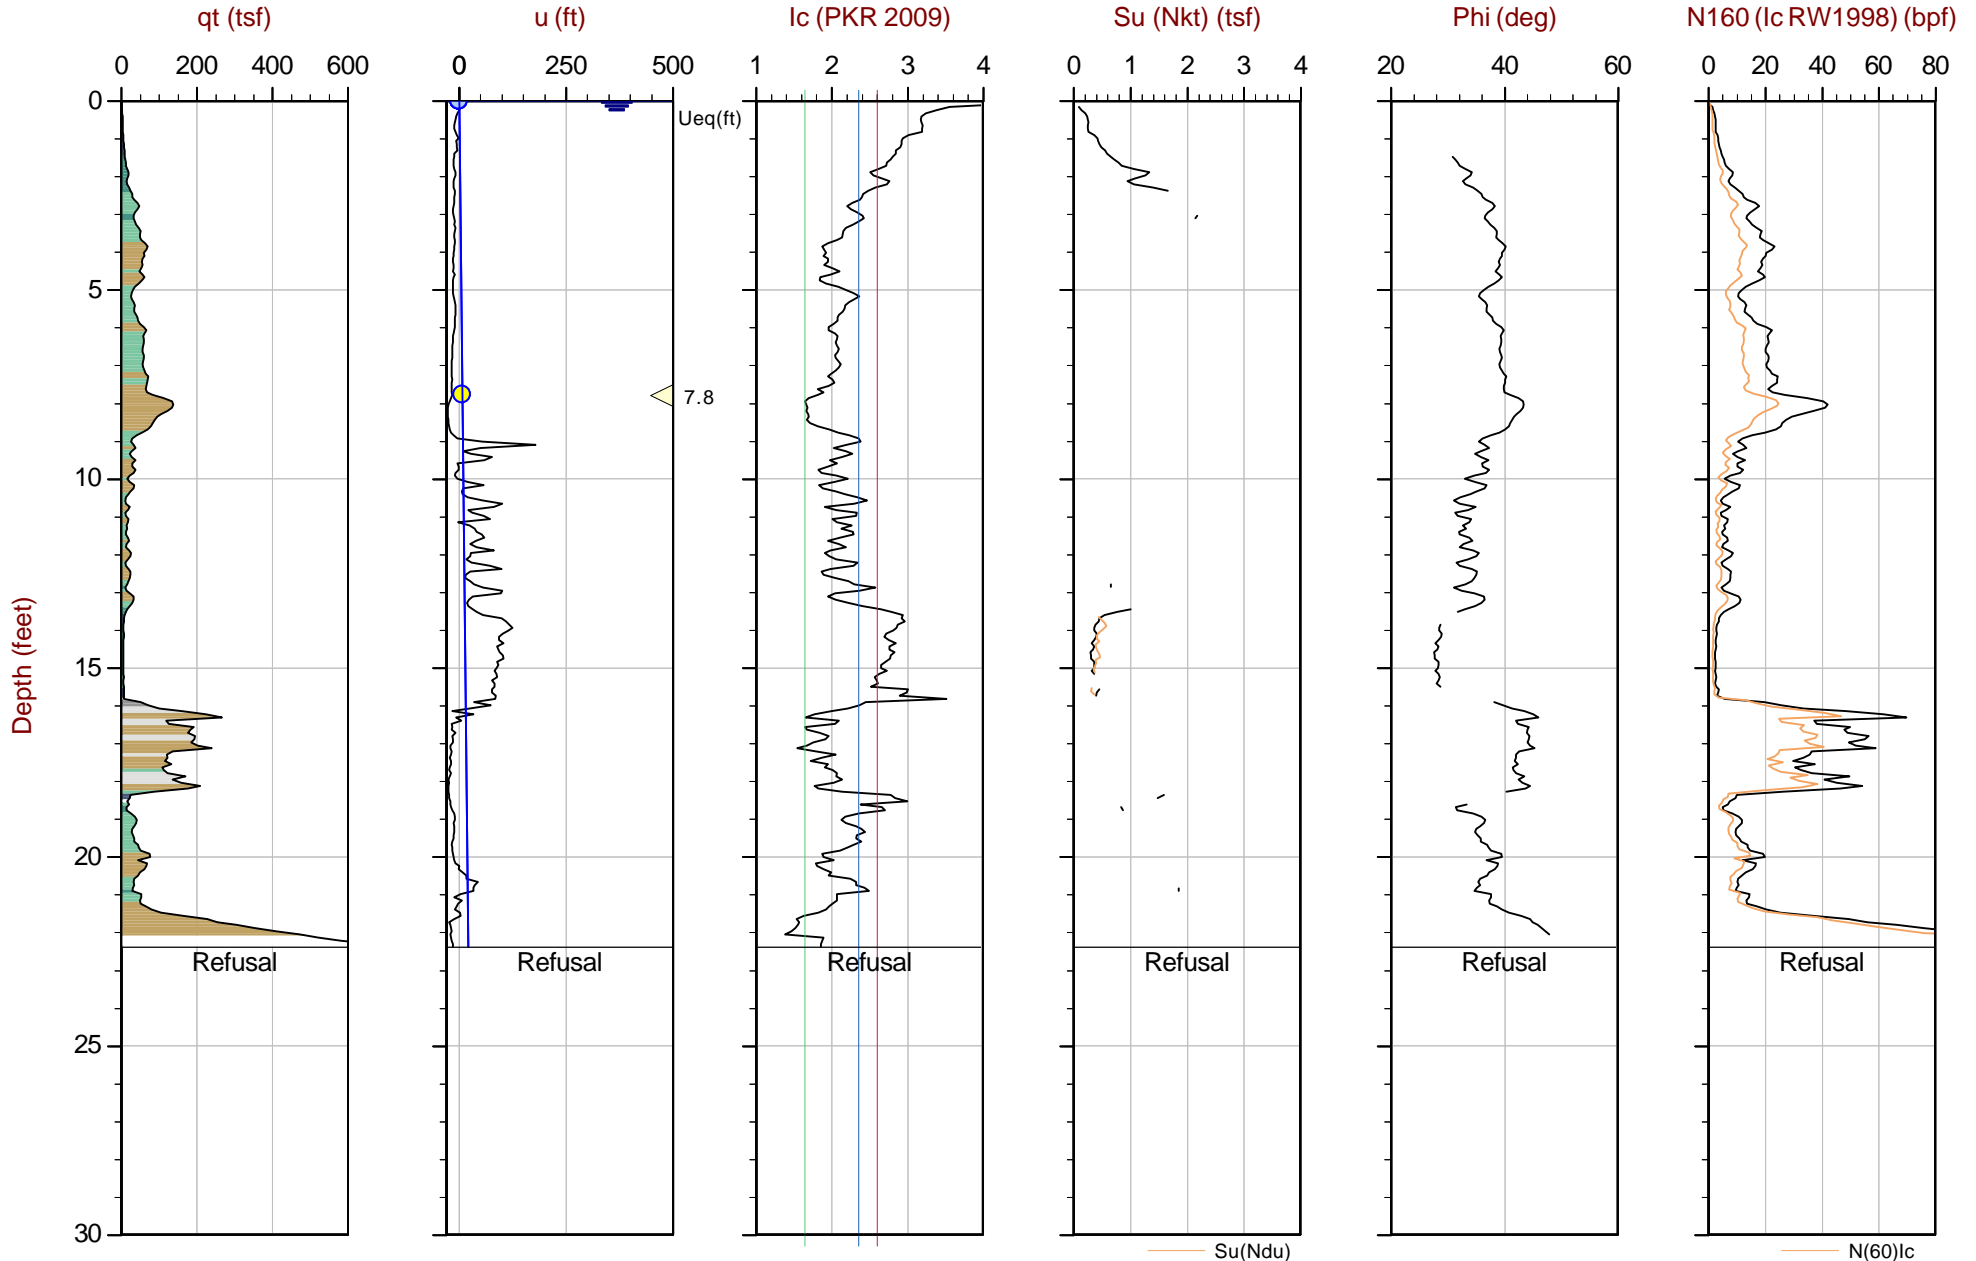 qt (tsf) u (ft) Ic (PKR 2009) Su (Nkt) (tsf) Phi (deg) N160 (Ic RW1998) (bpf)
0 200 400 600 0 250 500 1 2 3 4 0 1 2 3 4 20 40 60 0 20 40 60 80
0
Ueq(ft)
5
7.8
10
Depth (feet)
15
20
Refusal Refusal Refusal Refusal Refusal Refusal
25
30
Su(Ndu) N(60)Ic